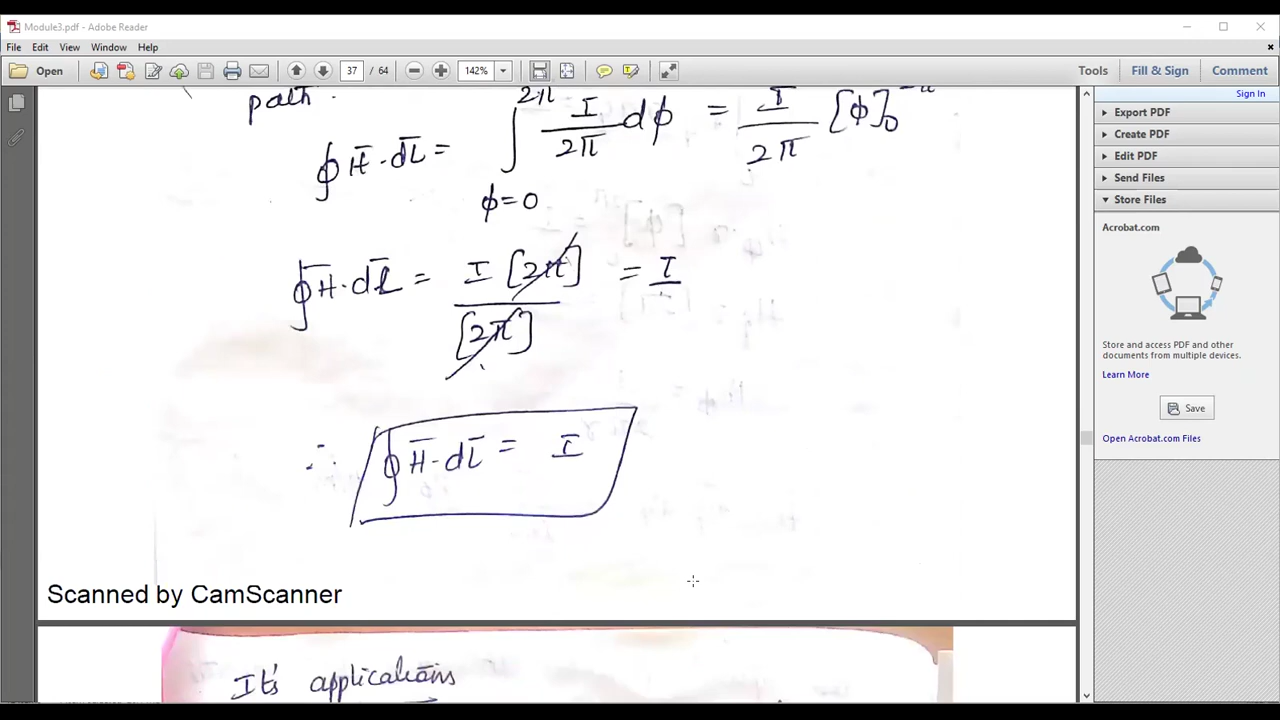 Module3.pdf - Adobe Reader
File Edit View Window Help
Open 37 / 64 142% Tools Fill & Sign Comment
Sign In
Export PDF
Create PDF
Edit PDF
Send Files
Store Files
Acrobat.com
Store and access PDF and other
documents from multiple devices.
Learn More
Save
Open Acrobat.com Files
path.
∮ H̅·dL̅ = ∫ϕ=0 2π I/2π dϕ = I/2π [ϕ]0
∮ H̅·dL̅ = I [2π] / [2π] = I
∴ ∮ H̅·dL̅ = I
Scanned by CamScanner
It's applications